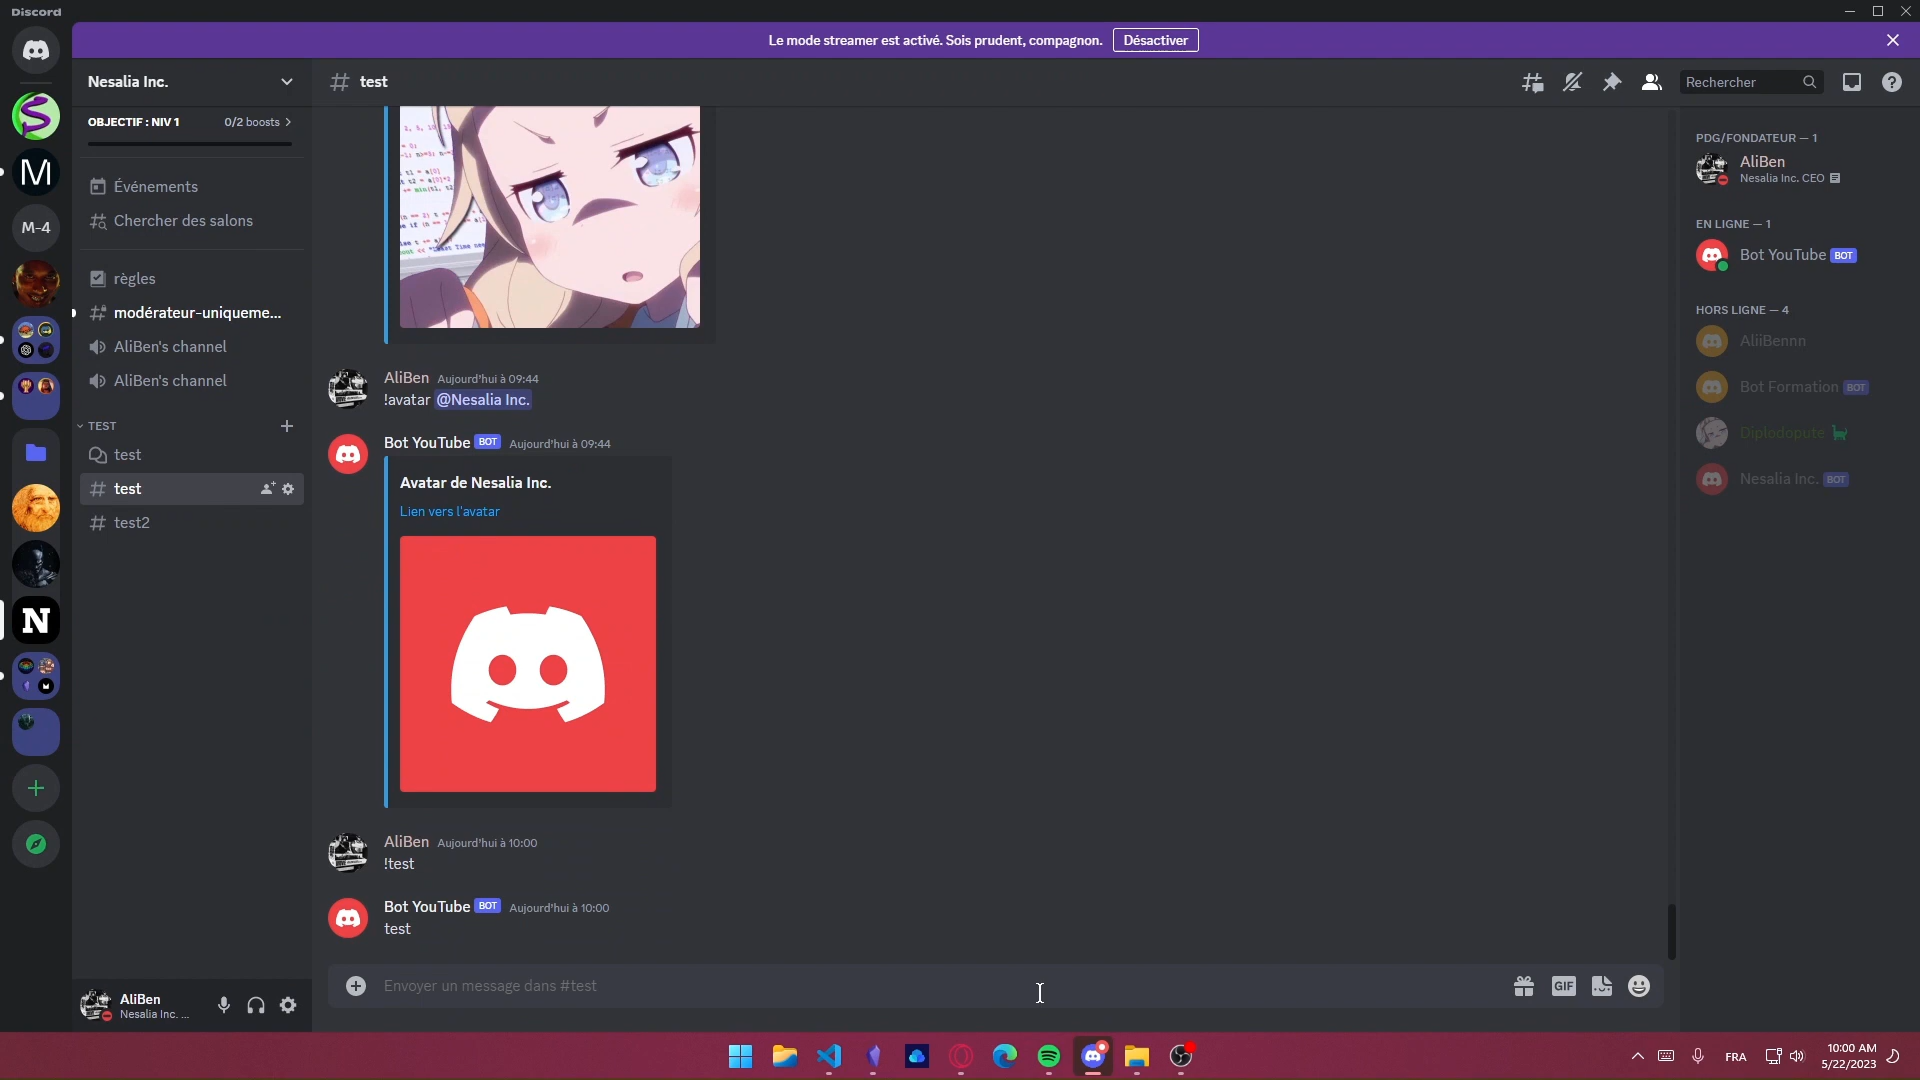 Discord
Le mode streamer est activé. Sois prudent, compagnon.
Désactiver
Nesalia Inc.
test
Rechercher
OBJECTIF : NIV 1
0/2 boosts
M
M-4
N
Événements
Chercher des salons
règles
modérateur-uniqueme...
AliBen's channel
AliBen's channel
TEST
test
test
test2
AliBen Aujourd'hui à 09:44
!avatar @Nesalia Inc.
Bot YouTube BOT Aujourd'hui à 09:44
Avatar de Nesalia Inc.
Lien vers l'avatar
AliBen Aujourd'hui à 10:00
!test
Bot YouTube BOT Aujourd'hui à 10:00
test
Envoyer un message dans #test
GIF
PDG/FONDATEUR — 1
AliBen
Nesalia Inc. CEO
EN LIGNE — 1
Bot YouTube BOT
HORS LIGNE — 4
AliiBennn
Bot Formation BOT
Diplodopute
Nesalia Inc. BOT
AliBen
Nesalia Inc. ...
FRA
10:00 AM
5/22/2023